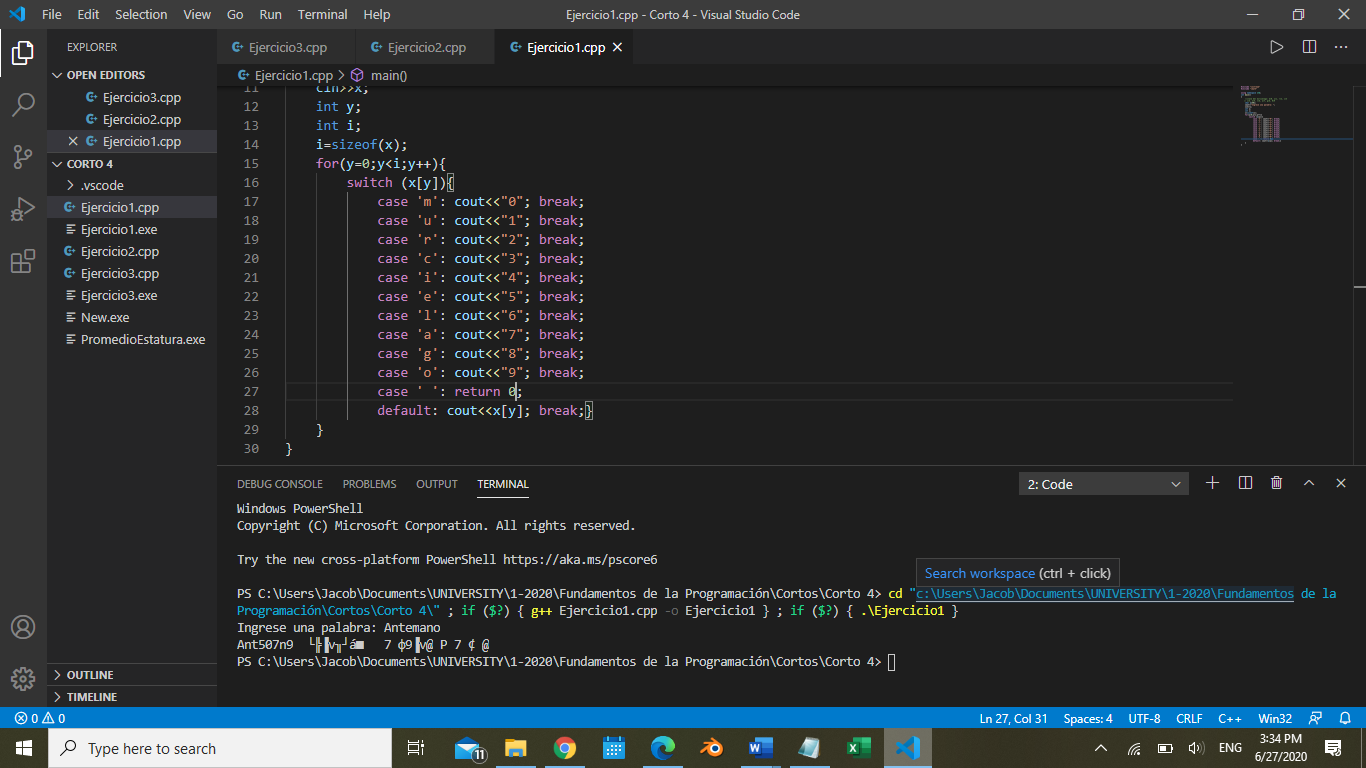 File Edit Selection View Go Run Terminal Help Ejercicio1.cpp - Corto 4 - Visual Studio Code
EXPLORER
OPEN EDITORS
Ejercicio3.cpp
Ejercicio2.cpp
Ejercicio1.cpp
CORTO 4
.vscode
Ejercicio1.cpp
Ejercicio1.exe
Ejercicio2.cpp
Ejercicio3.cpp
Ejercicio3.exe
New.exe
PromedioEstatura.exe
OUTLINE
TIMELINE
Ejercicio3.cpp Ejercicio2.cpp Ejercicio1.cpp
Ejercicio1.cpp > main()
11 cin>>x;
12 int y;
13 int i;
14 i=sizeof(x);
15 for(y=0;y<i;y++){
16 switch (x[y]){
17 case 'm': cout<<"0"; break;
18 case 'u': cout<<"1"; break;
19 case 'r': cout<<"2"; break;
20 case 'c': cout<<"3"; break;
21 case 'i': cout<<"4"; break;
22 case 'e': cout<<"5"; break;
23 case 'l': cout<<"6"; break;
24 case 'a': cout<<"7"; break;
25 case 'g': cout<<"8"; break;
26 case 'o': cout<<"9"; break;
27 case ' ': return 0;
28 default: cout<<x[y]; break;}
29 }
30 }
DEBUG CONSOLE PROBLEMS OUTPUT TERMINAL 2: Code
Windows PowerShell
Copyright (C) Microsoft Corporation. All rights reserved.
Try the new cross-platform PowerShell https://aka.ms/pscore6
Search workspace (ctrl + click)
PS C:\Users\Jacob\Documents\UNIVERSITY\1-2020\Fundamentos de la Programación\Cortos\Corto 4> cd "c:\Users\Jacob\Documents\UNIVERSITY\1-2020\Fundamentos de la
Programación\Cortos\Corto 4\" ; if ($?) { g++ Ejercicio1.cpp -o Ejercicio1 } ; if ($?) { .\Ejercicio1 }
Ingrese una palabra: Antemano
Ant507n9
PS C:\Users\Jacob\Documents\UNIVERSITY\1-2020\Fundamentos de la Programación\Cortos\Corto 4>
0 0 Ln 27, Col 31 Spaces: 4 UTF-8 CRLF C++ Win32
Type here to search 11 ENG 3:34 PM
6/27/2020